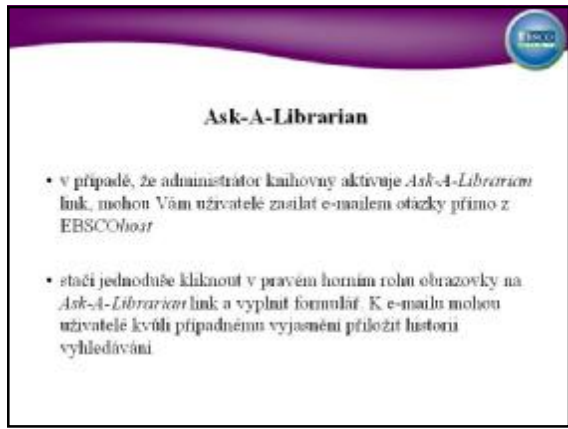 EBSCO
Ask-A-Librarian
• v případě, že administrátor knihovny aktivuje Ask-A-Librarian
link, mohou Vám uživatelé zasílat e-mailem otázky přímo z
EBSCOhost
• stačí jednoduše kliknout v pravém horním rohu obrazovky na
Ask-A-Librarian link a vyplnit formulář. K e-mailu mohou
uživatelé kvůli případnému vyjasnění přiložit historii
vyhledávání